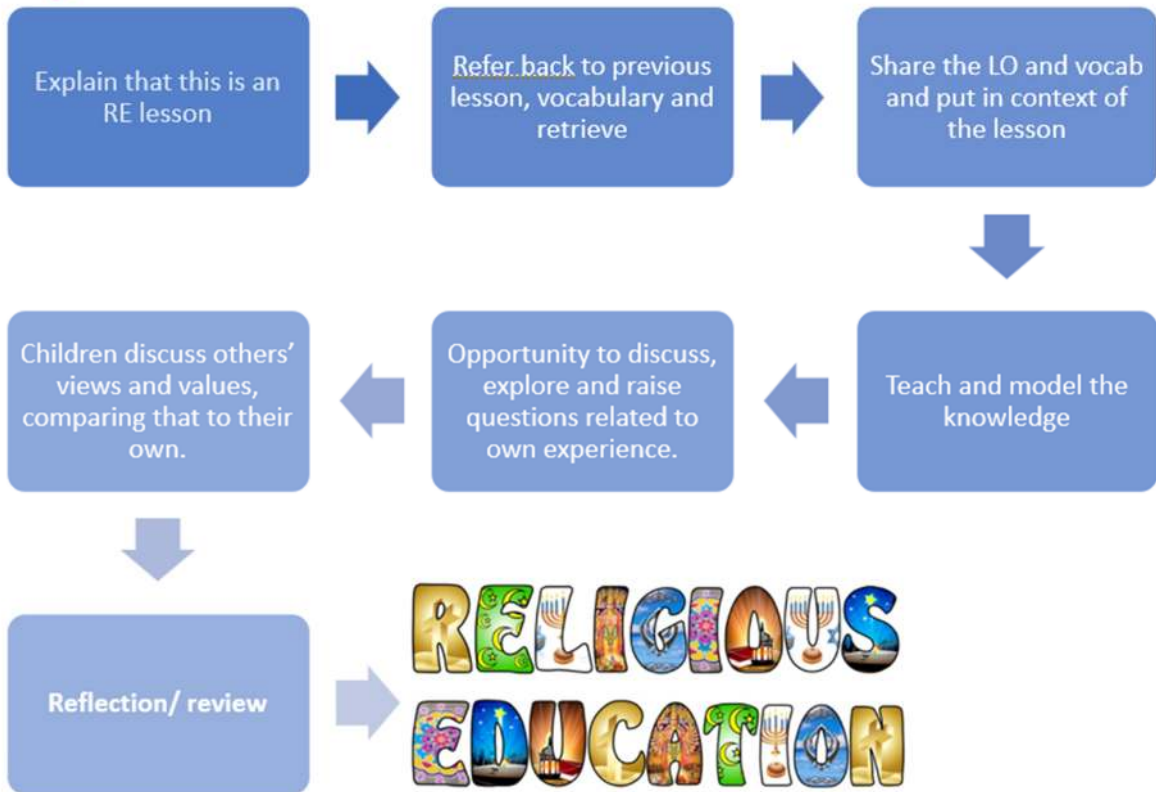 Explain that this is an
RE lesson
Refer back to previous
lesson, vocabulary and
retrieve
Share the LO and vocab
and put in context of
the lesson
Teach and model the
knowledge
Opportunity to discuss,
explore and raise
questions related to
own experience.
Children discuss others’
views and values,
comparing that to their
own.
Reflection/ review
RELIGIOUS
EDUCATION